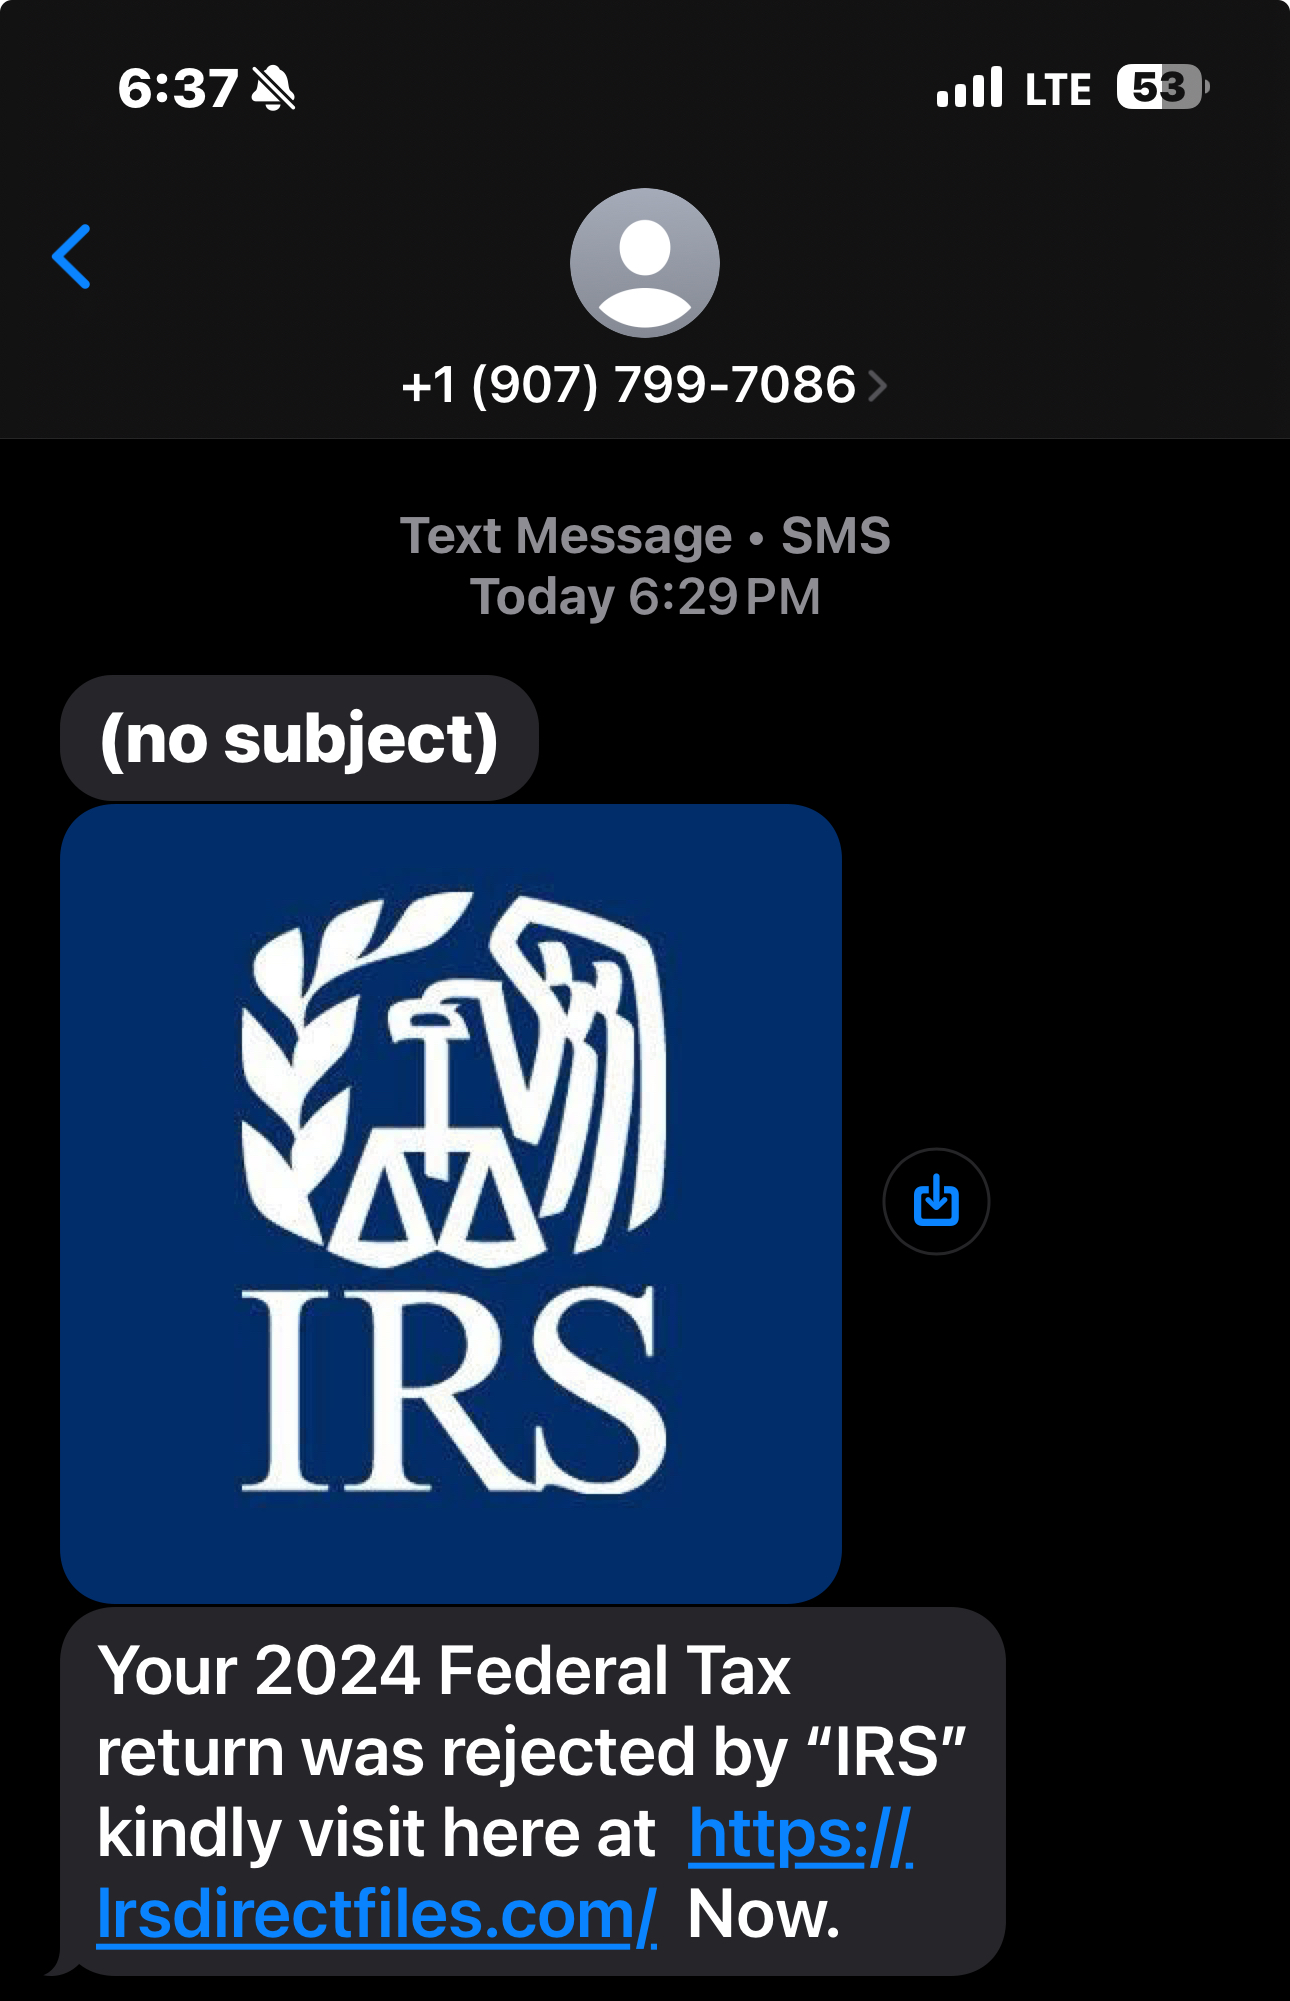 6:37
LTE
53
+1 (907) 799-7086
Text Message • SMS
Today 6:29 PM
(no subject)
IRS
Your 2024 Federal Tax
return was rejected by “IRS”
kindly visit here at https://
Irsdirectfiles.com/ Now.